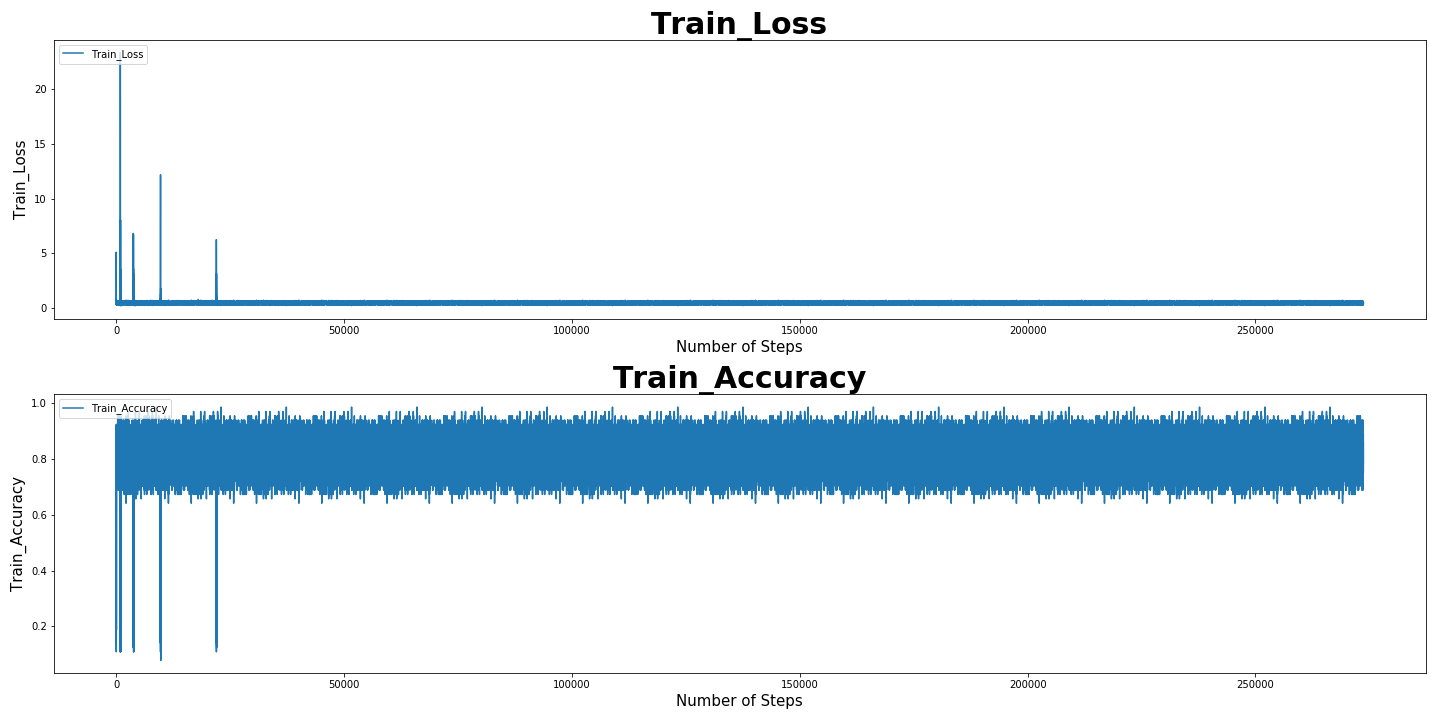 Train_Loss
Train_Loss
20
15
10
5
0
Train_Loss
0 50000 100000 150000 200000 250000
Number of Steps
Train_Accuracy
Train_Accuracy
1.0
0.8
0.6
0.4
0.2
Train_Accuracy
0 50000 100000 150000 200000 250000
Number of Steps